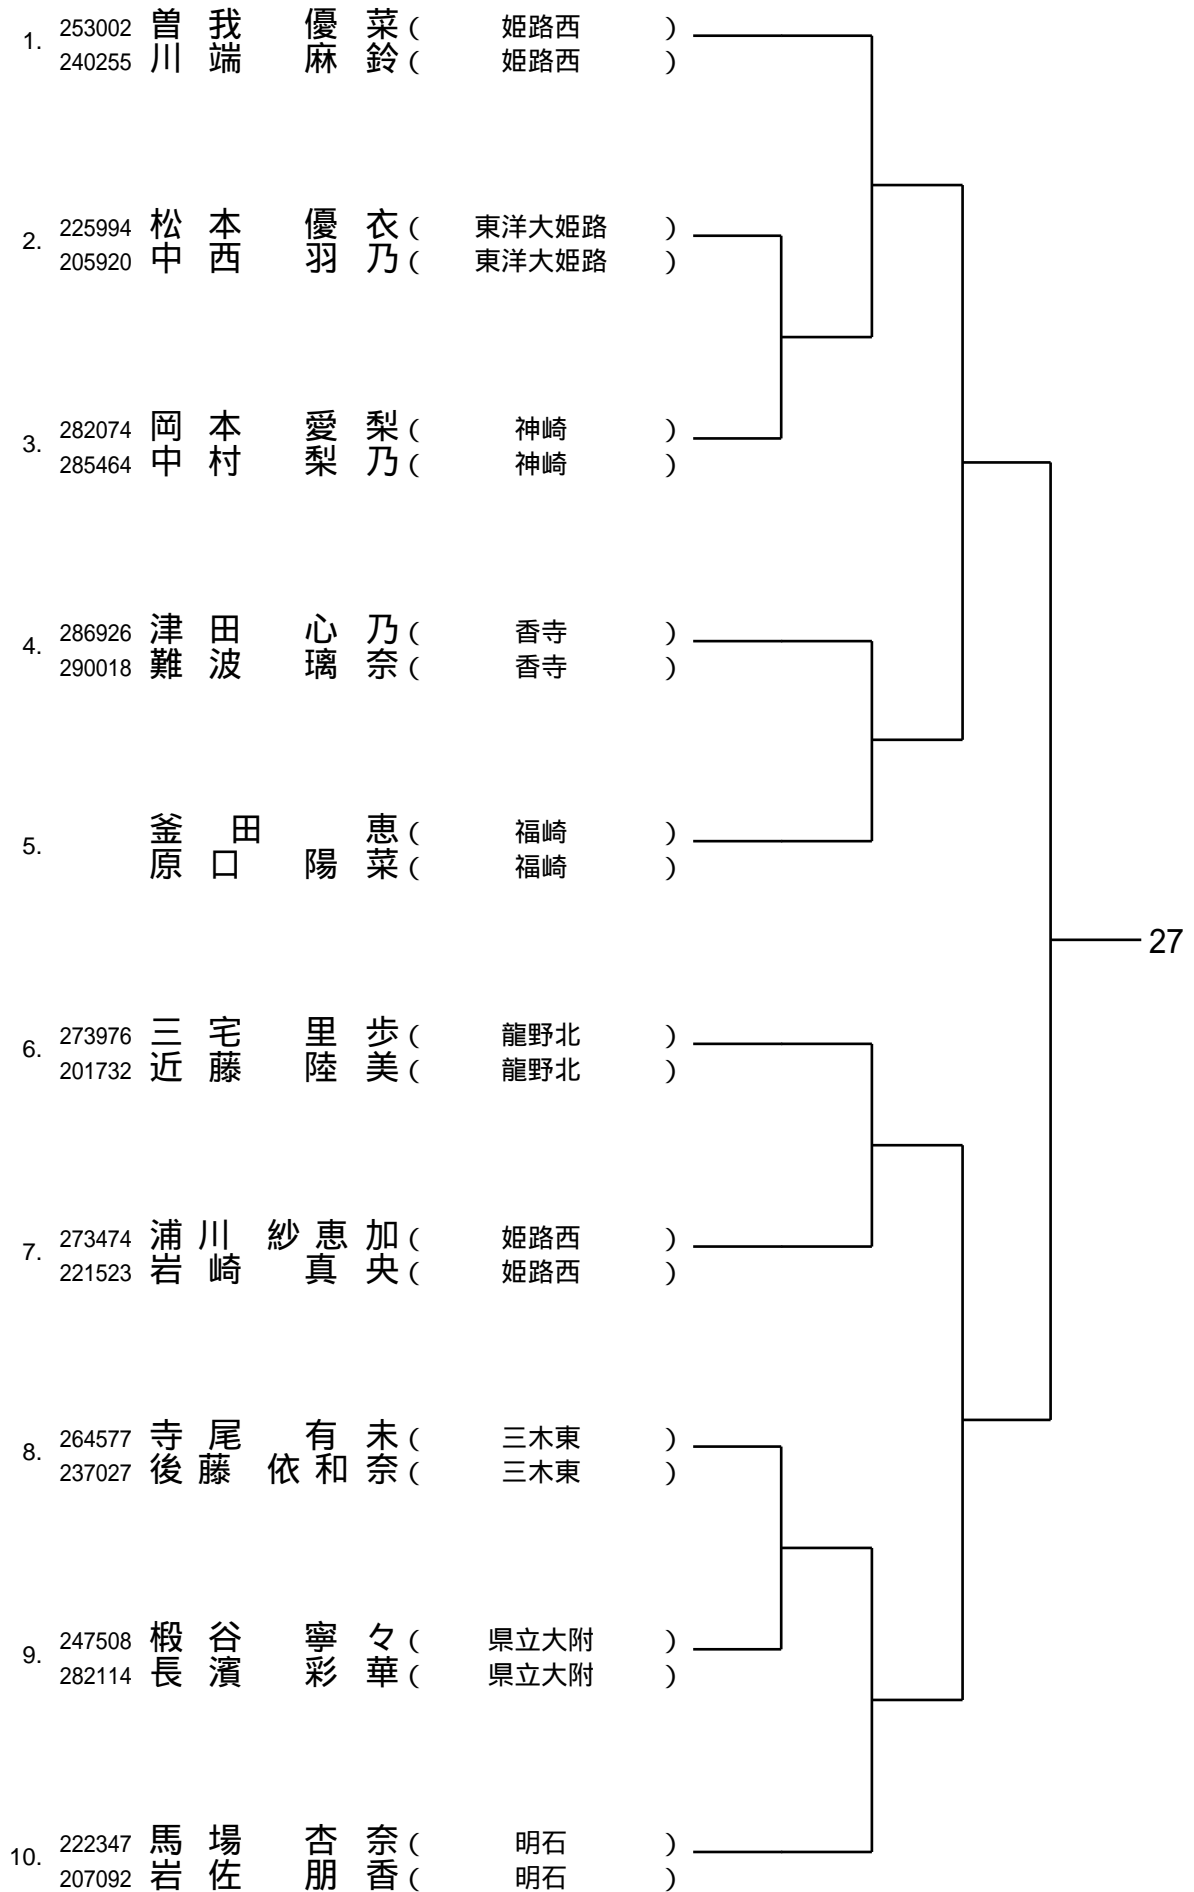 1. 253002 曽我 優菜 ( 姫路西 )
240255 川端 麻鈴 ( 姫路西 )
2. 225994 松本 優衣 ( 東洋大姫路 )
205920 中西 羽乃 ( 東洋大姫路 )
3. 282074 岡本 愛梨 ( 神崎 )
285464 中村 梨乃 ( 神崎 )
4. 286926 津田 心乃 ( 香寺 )
290018 難波 璃奈 ( 香寺 )
5. 釜田 恵 ( 福崎 )
原口 陽菜 ( 福崎 )
27
6. 273976 三宅 里歩 ( 龍野北 )
201732 近藤 陸美 ( 龍野北 )
7. 273474 浦川 紗恵加 ( 姫路西 )
221523 岩崎 真央 ( 姫路西 )
8. 264577 寺尾 有未 ( 三木東 )
237027 後藤 依和奈 ( 三木東 )
9. 247508 椴谷 寧々 ( 県立大附 )
282114 長濱 彩華 ( 県立大附 )
10. 222347 馬場 杏奈 ( 明石 )
207092 岩佐 朋香 ( 明石 )